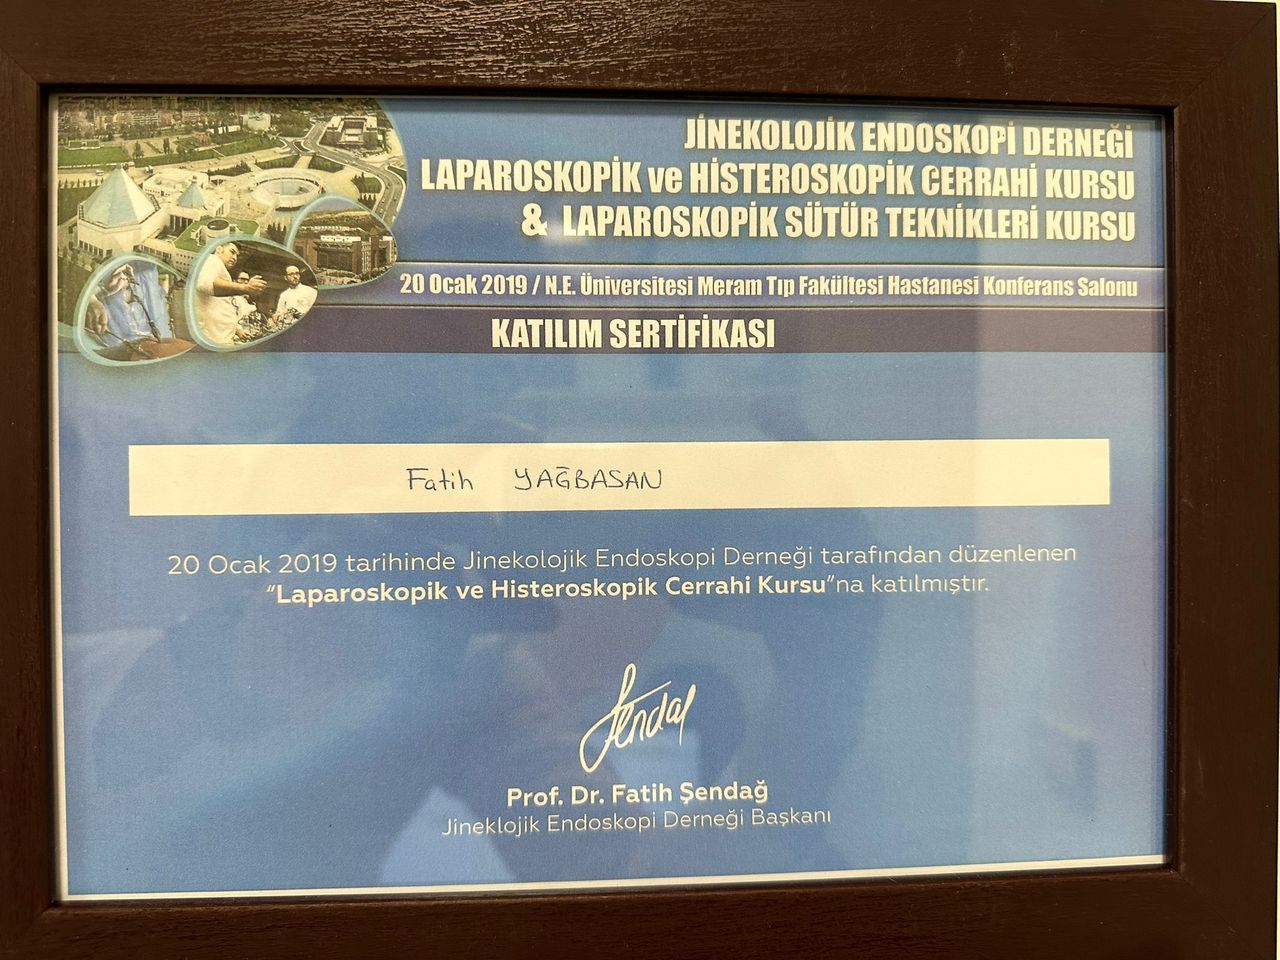 JİNEKOLOJİK ENDOSKOPİ DERNEĞİ
LAPAROSKOPİK ve HİSTEROSKOPİK CERRAHİ KURSU
& LAPAROSKOPİK SÜTÜR TEKNİKLERİ KURSU
20 Ocak 2019 / N.E. Üniversitesi Meram Tıp Fakültesi Hastanesi Konferans Salonu
KATILIM SERTİFİKASI
Fatih YAĞBASAN
20 Ocak 2019 tarihinde Jinekolojik Endoskopi Derneği tarafından düzenlenen
“Laparoskopik ve Histeroskopik Cerrahi Kursu”na katılmıştır.
Prof. Dr. Fatih Şendağ
Jineklojik Endoskopi Derneği Başkanı